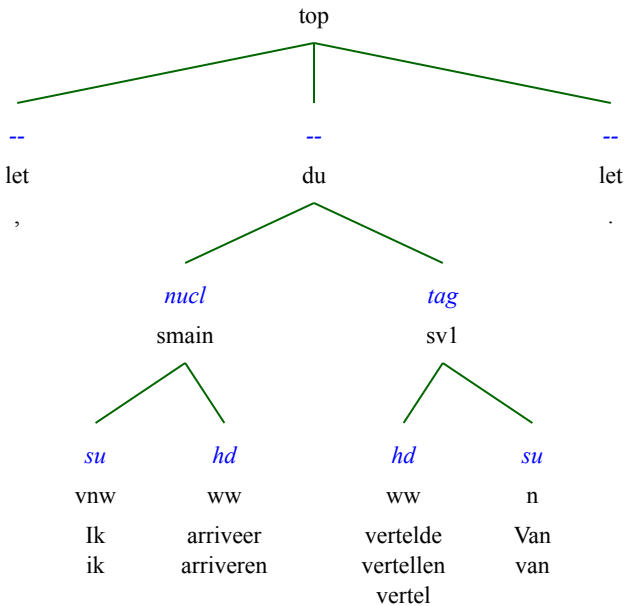 top
-- -- --
let du let
, .
nucl tag
smain sv1
su hd hd su
vnw ww ww n
Ik arriveer vertelde Van
ik arriveren vertellen van
vertel